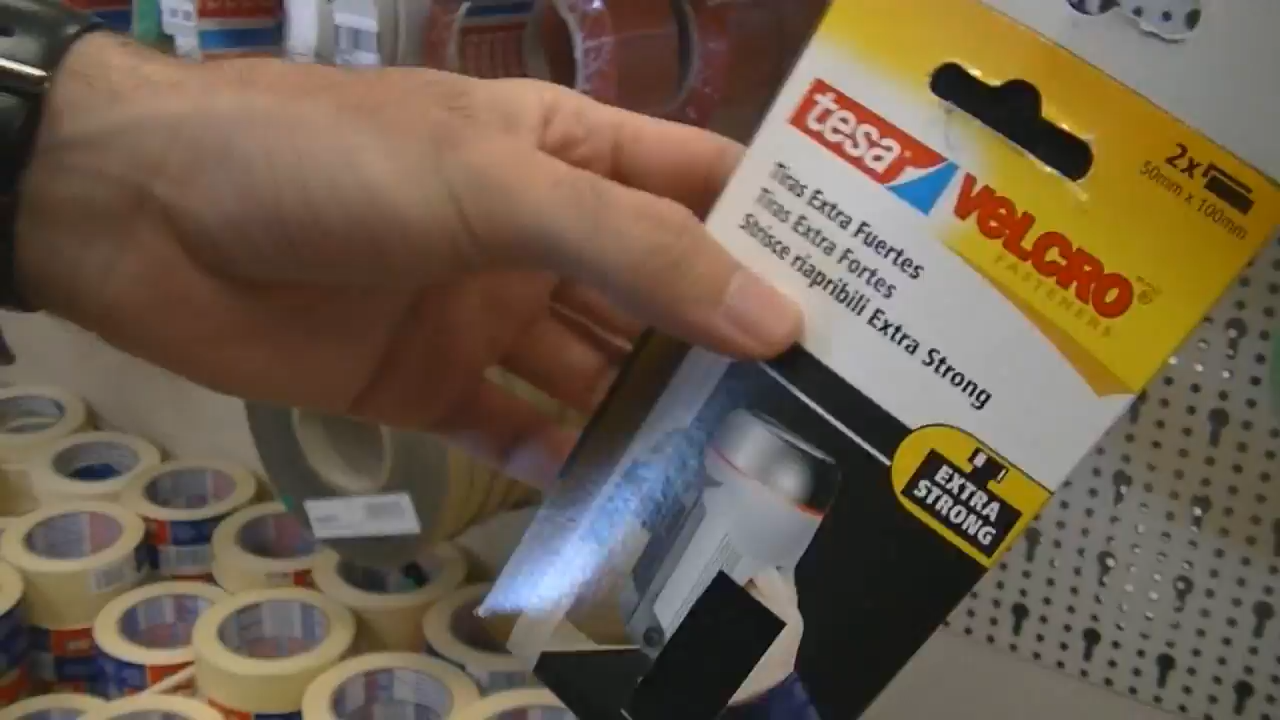 tesa
VELCRO
FASTENERS
2x
50mm x 100mm
Tiras Extra Fuertes
Tiras Extra Fortes
Strisce riapribili Extra Strong
EXTRA
STRONG